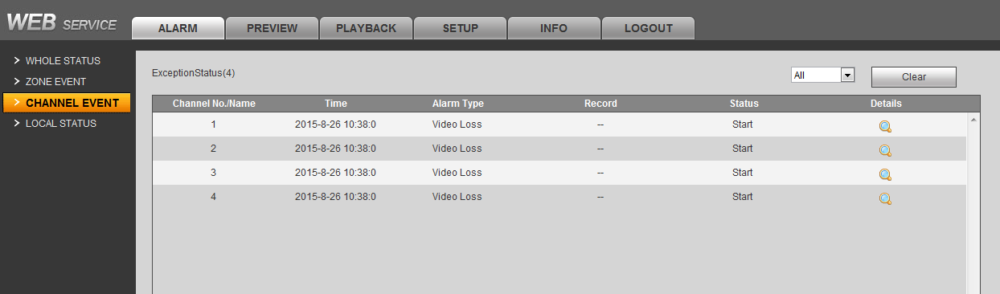 WEB SERVICE
ALARM PREVIEW PLAYBACK SETUP INFO LOGOUT
WHOLE STATUS
ZONE EVENT
CHANNEL EVENT
LOCAL STATUS
ExceptionStatus(4) All Clear
Channel No./Name Time Alarm Type Record Status Details
1 2015-8-26 10:38:0 Video Loss -- Start
2 2015-8-26 10:38:0 Video Loss -- Start
3 2015-8-26 10:38:0 Video Loss -- Start
4 2015-8-26 10:38:0 Video Loss -- Start